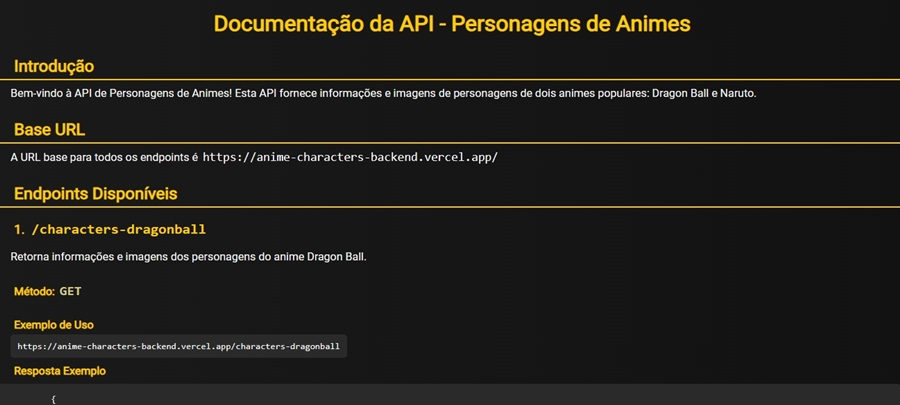 Documentação da API - Personagens de Animes
Introdução
Bem-vindo à API de Personagens de Animes! Esta API fornece informações e imagens de personagens de dois animes populares: Dragon Ball e Naruto.
Base URL
A URL base para todos os endpoints é https://anime-characters-backend.vercel.app/
Endpoints Disponíveis
1. /characters-dragonball
Retorna informações e imagens dos personagens do anime Dragon Ball.
Método: GET
Exemplo de Uso
https://anime-characters-backend.vercel.app/characters-dragonball
Resposta Exemplo
{